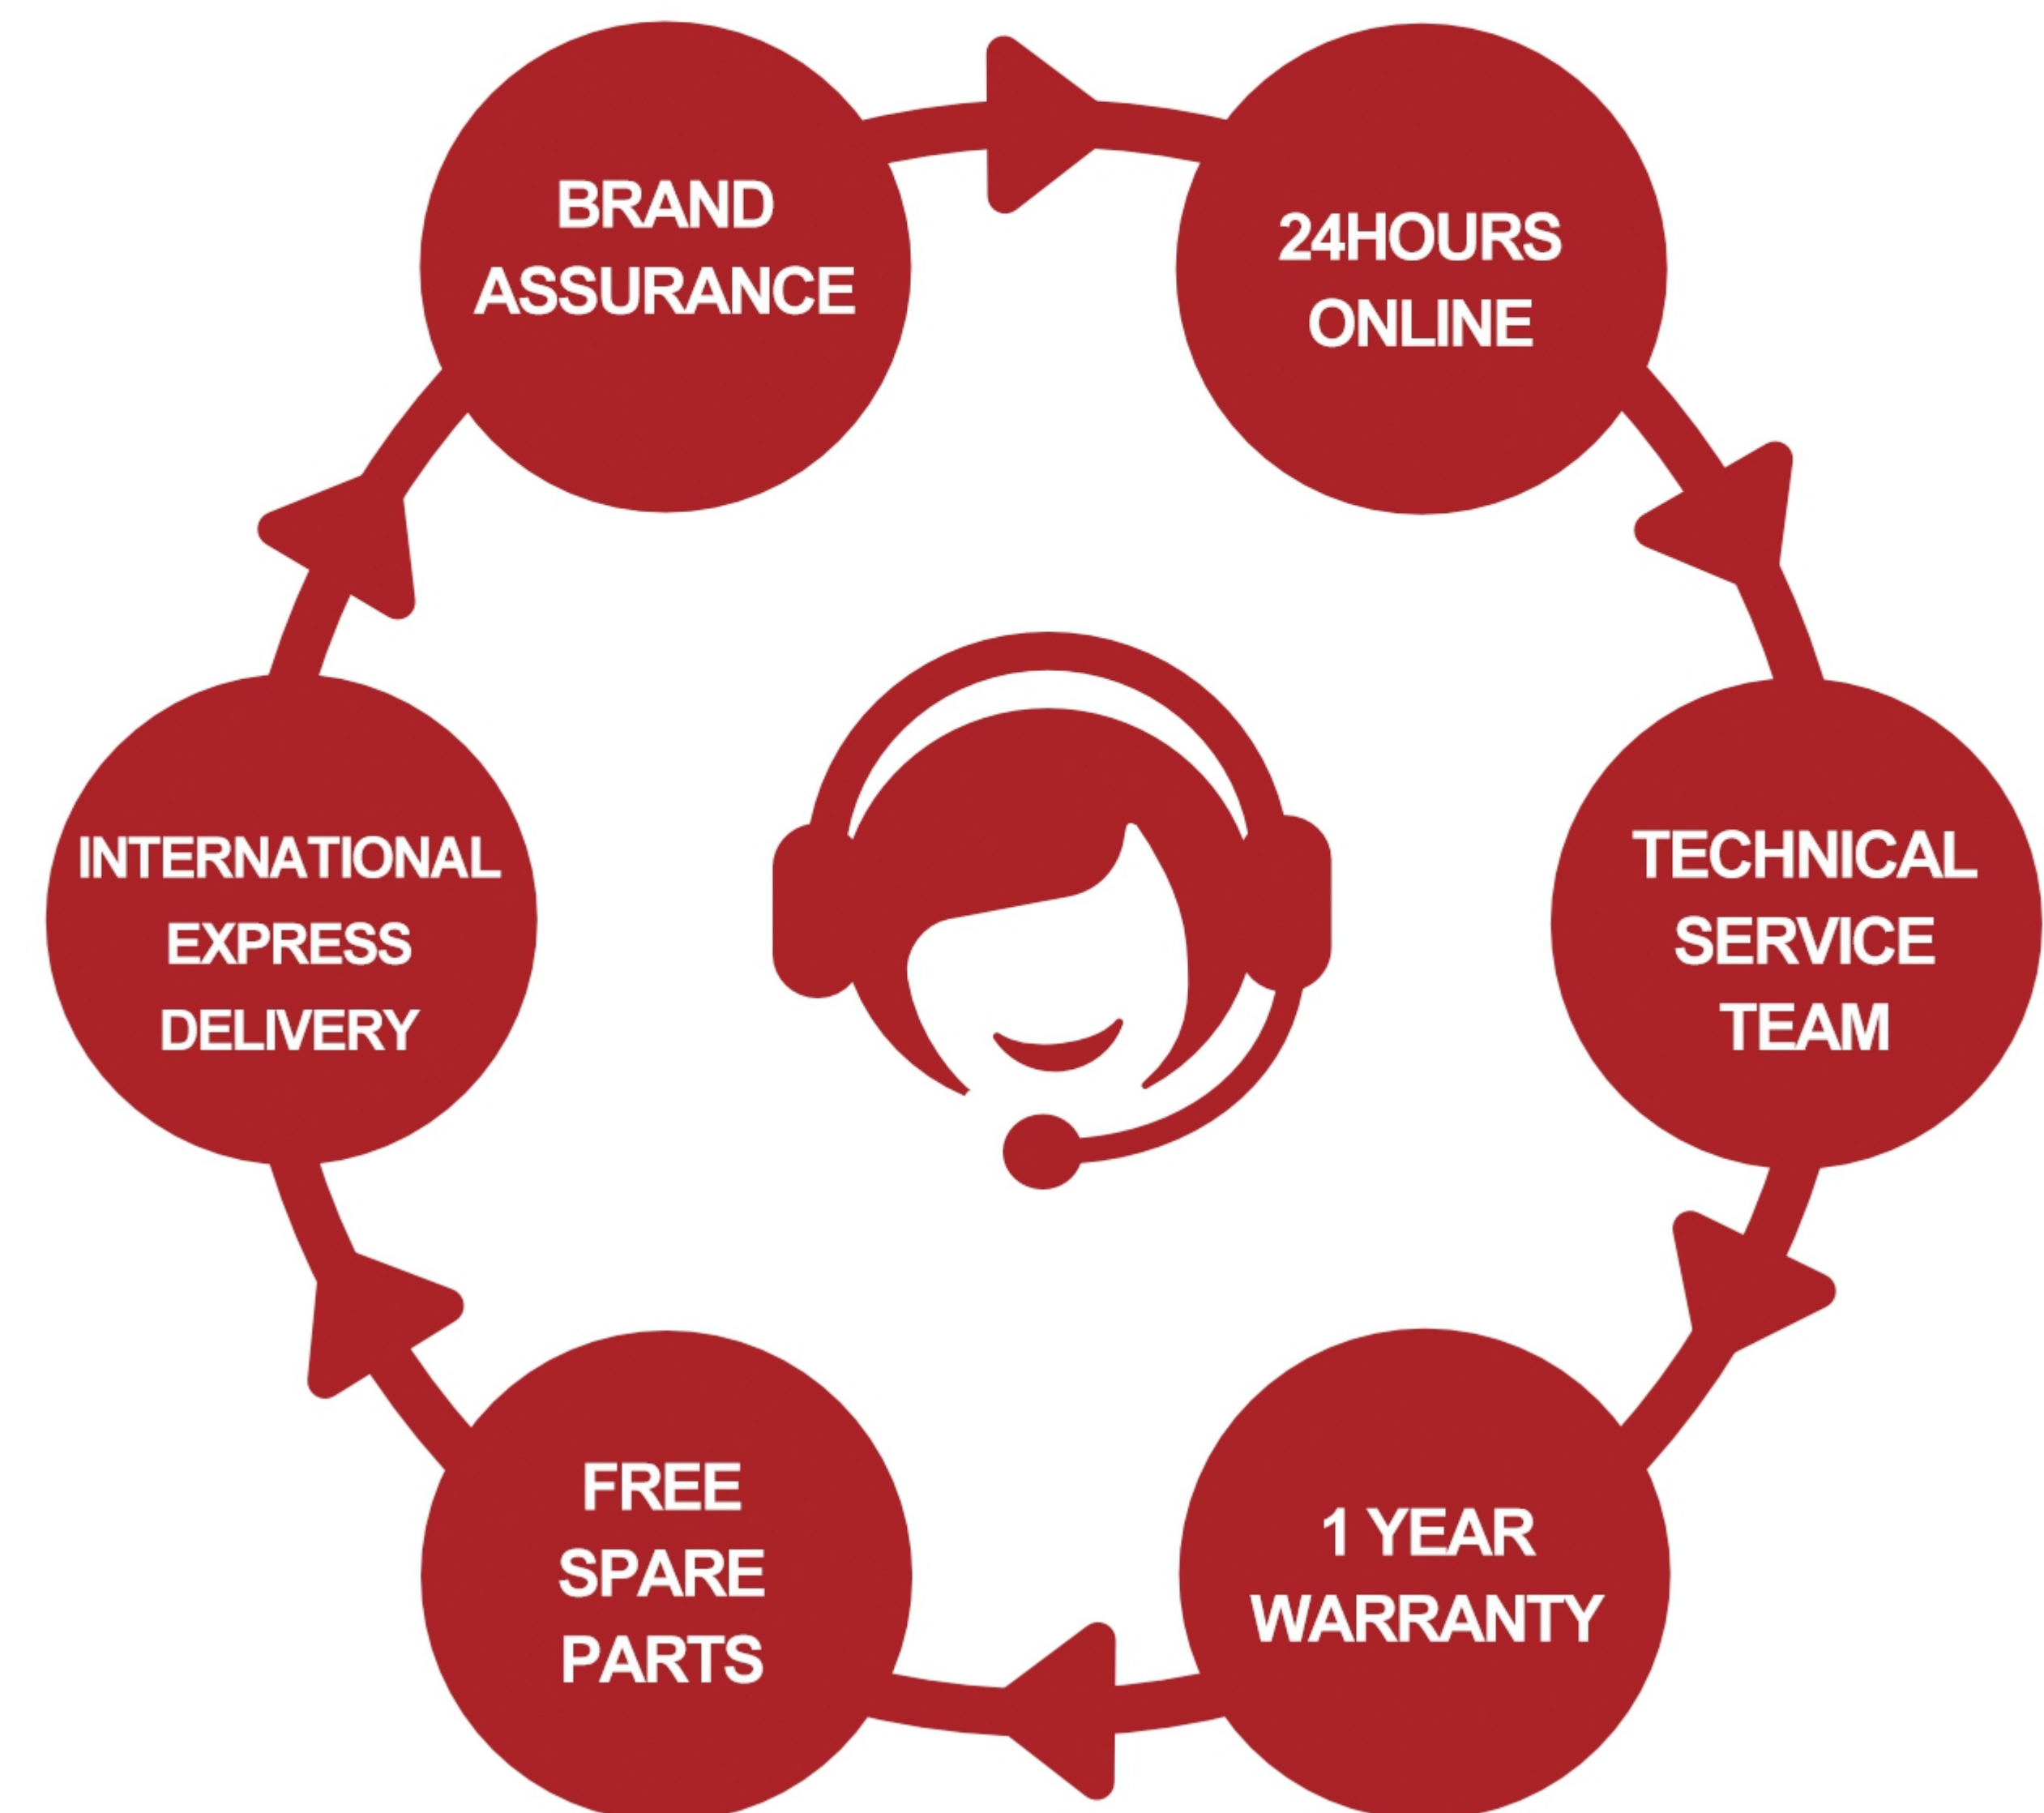 BRAND
ASSURANCE
24HOURS
ONLINE
TECHNICAL
SERVICE
TEAM
1 YEAR
WARRANTY
FREE
SPARE
PARTS
INTERNATIONAL
EXPRESS
DELIVERY